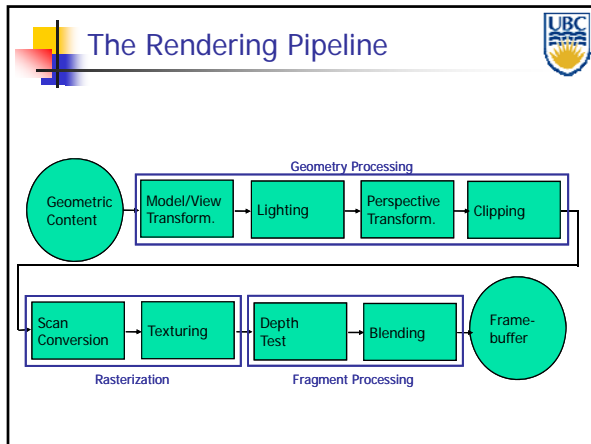 The Rendering Pipeline
UBC
Geometry Processing
Geometric
Content
Model/View
Transform.
Lighting
Perspective
Transform.
Clipping
Scan
Conversion
Texturing
Depth
Test
Blending
Frame-
buffer
Rasterization
Fragment Processing